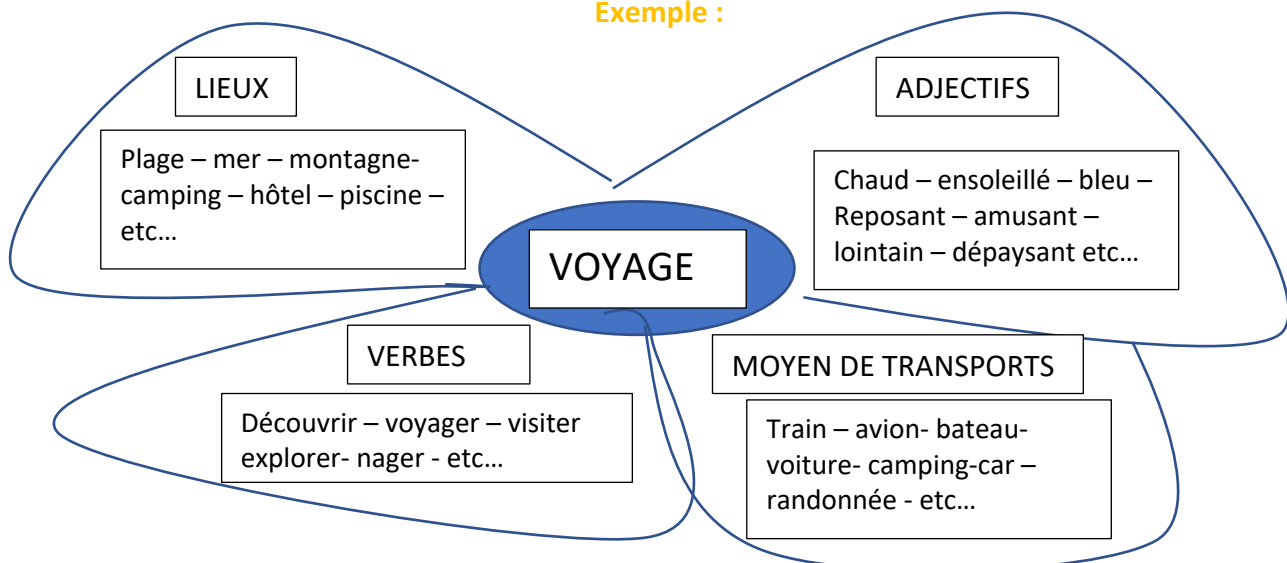 Exemple :
LIEUX
Plage – mer – montagne-
camping – hôtel – piscine –
etc…
ADJECTIFS
Chaud – ensoleillé – bleu –
Reposant – amusant –
lointain – dépaysant etc…
VOYAGE
VERBES
Découvrir – voyager – visiter
explorer- nager - etc…
MOYEN DE TRANSPORTS
Train – avion- bateau-
voiture- camping-car –
randonnée - etc…